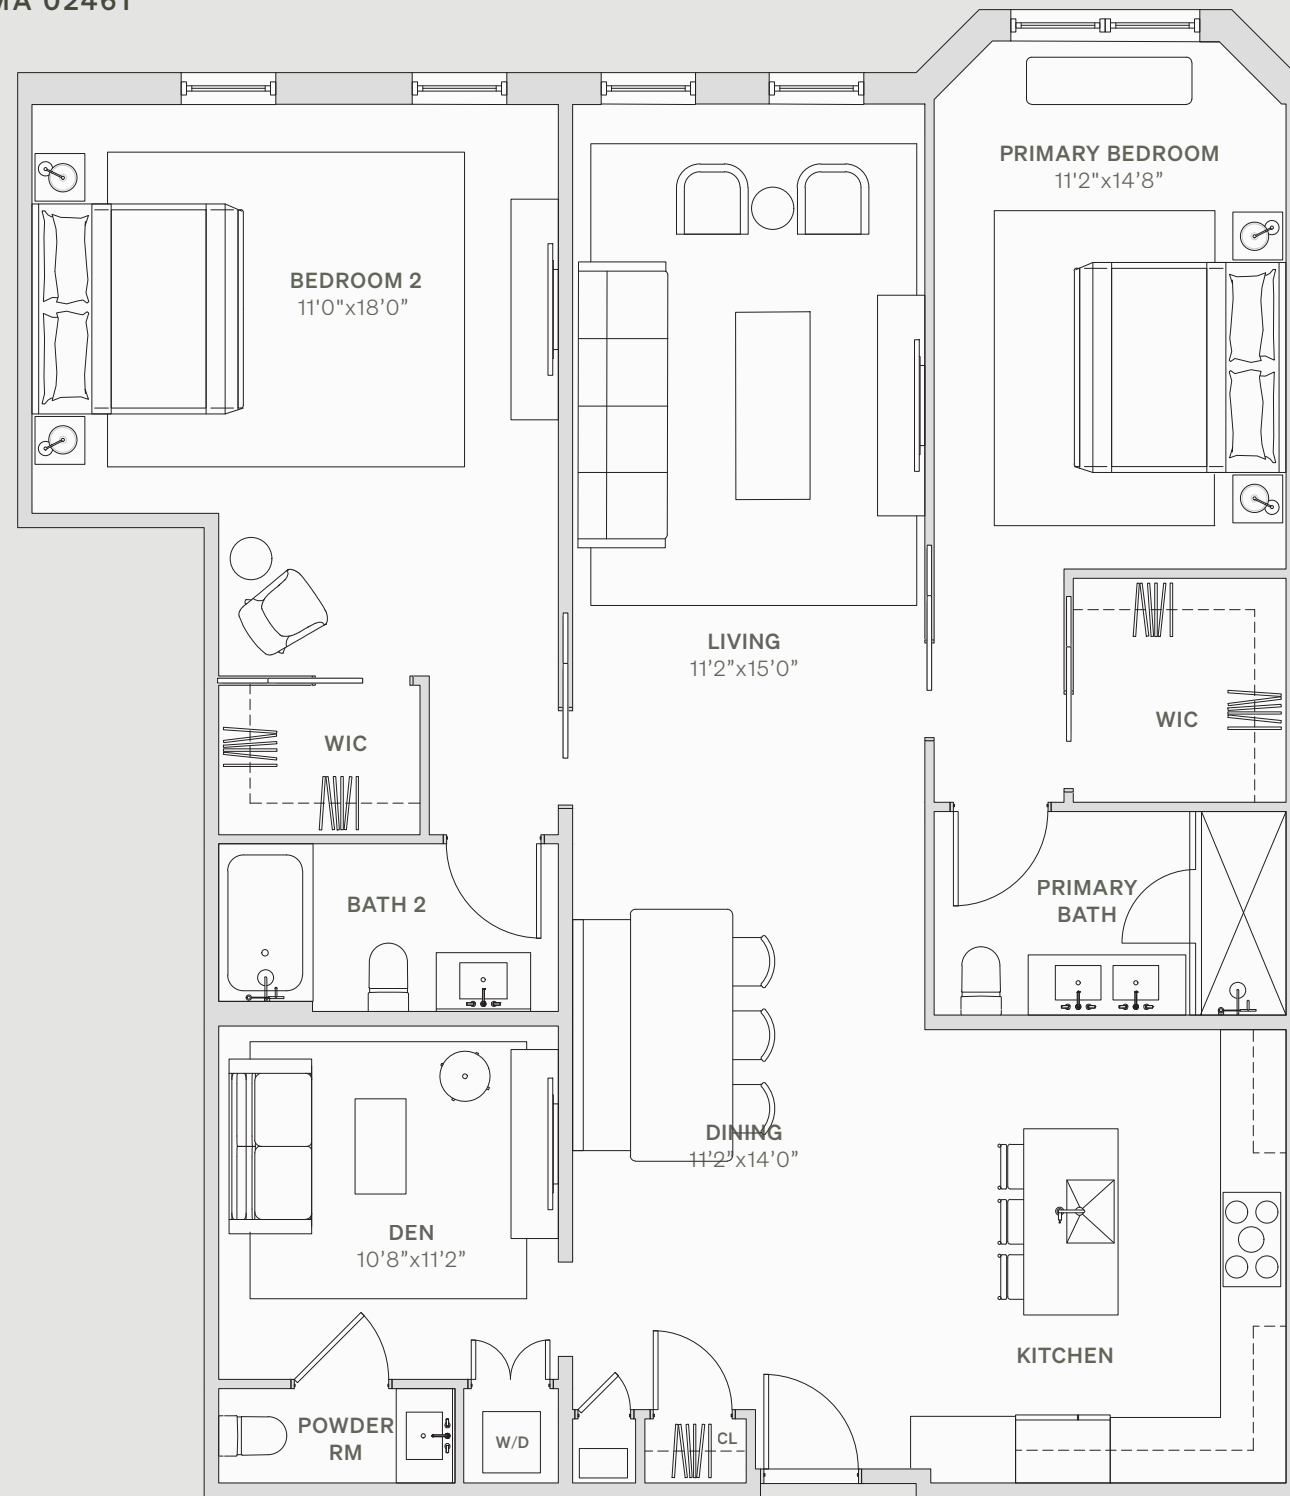 MA 02461
PRIMARY BEDROOM
11'2"x14'8”
BEDROOM 2
11'0"x18'0”
LIVING
11’2”x15’0”
WIC
WIC
PRIMARY
BATH
BATH 2
DINING
11’2”x14’0”
DEN
10’8”x11’2”
KITCHEN
POWDER
RM
W/D
CL